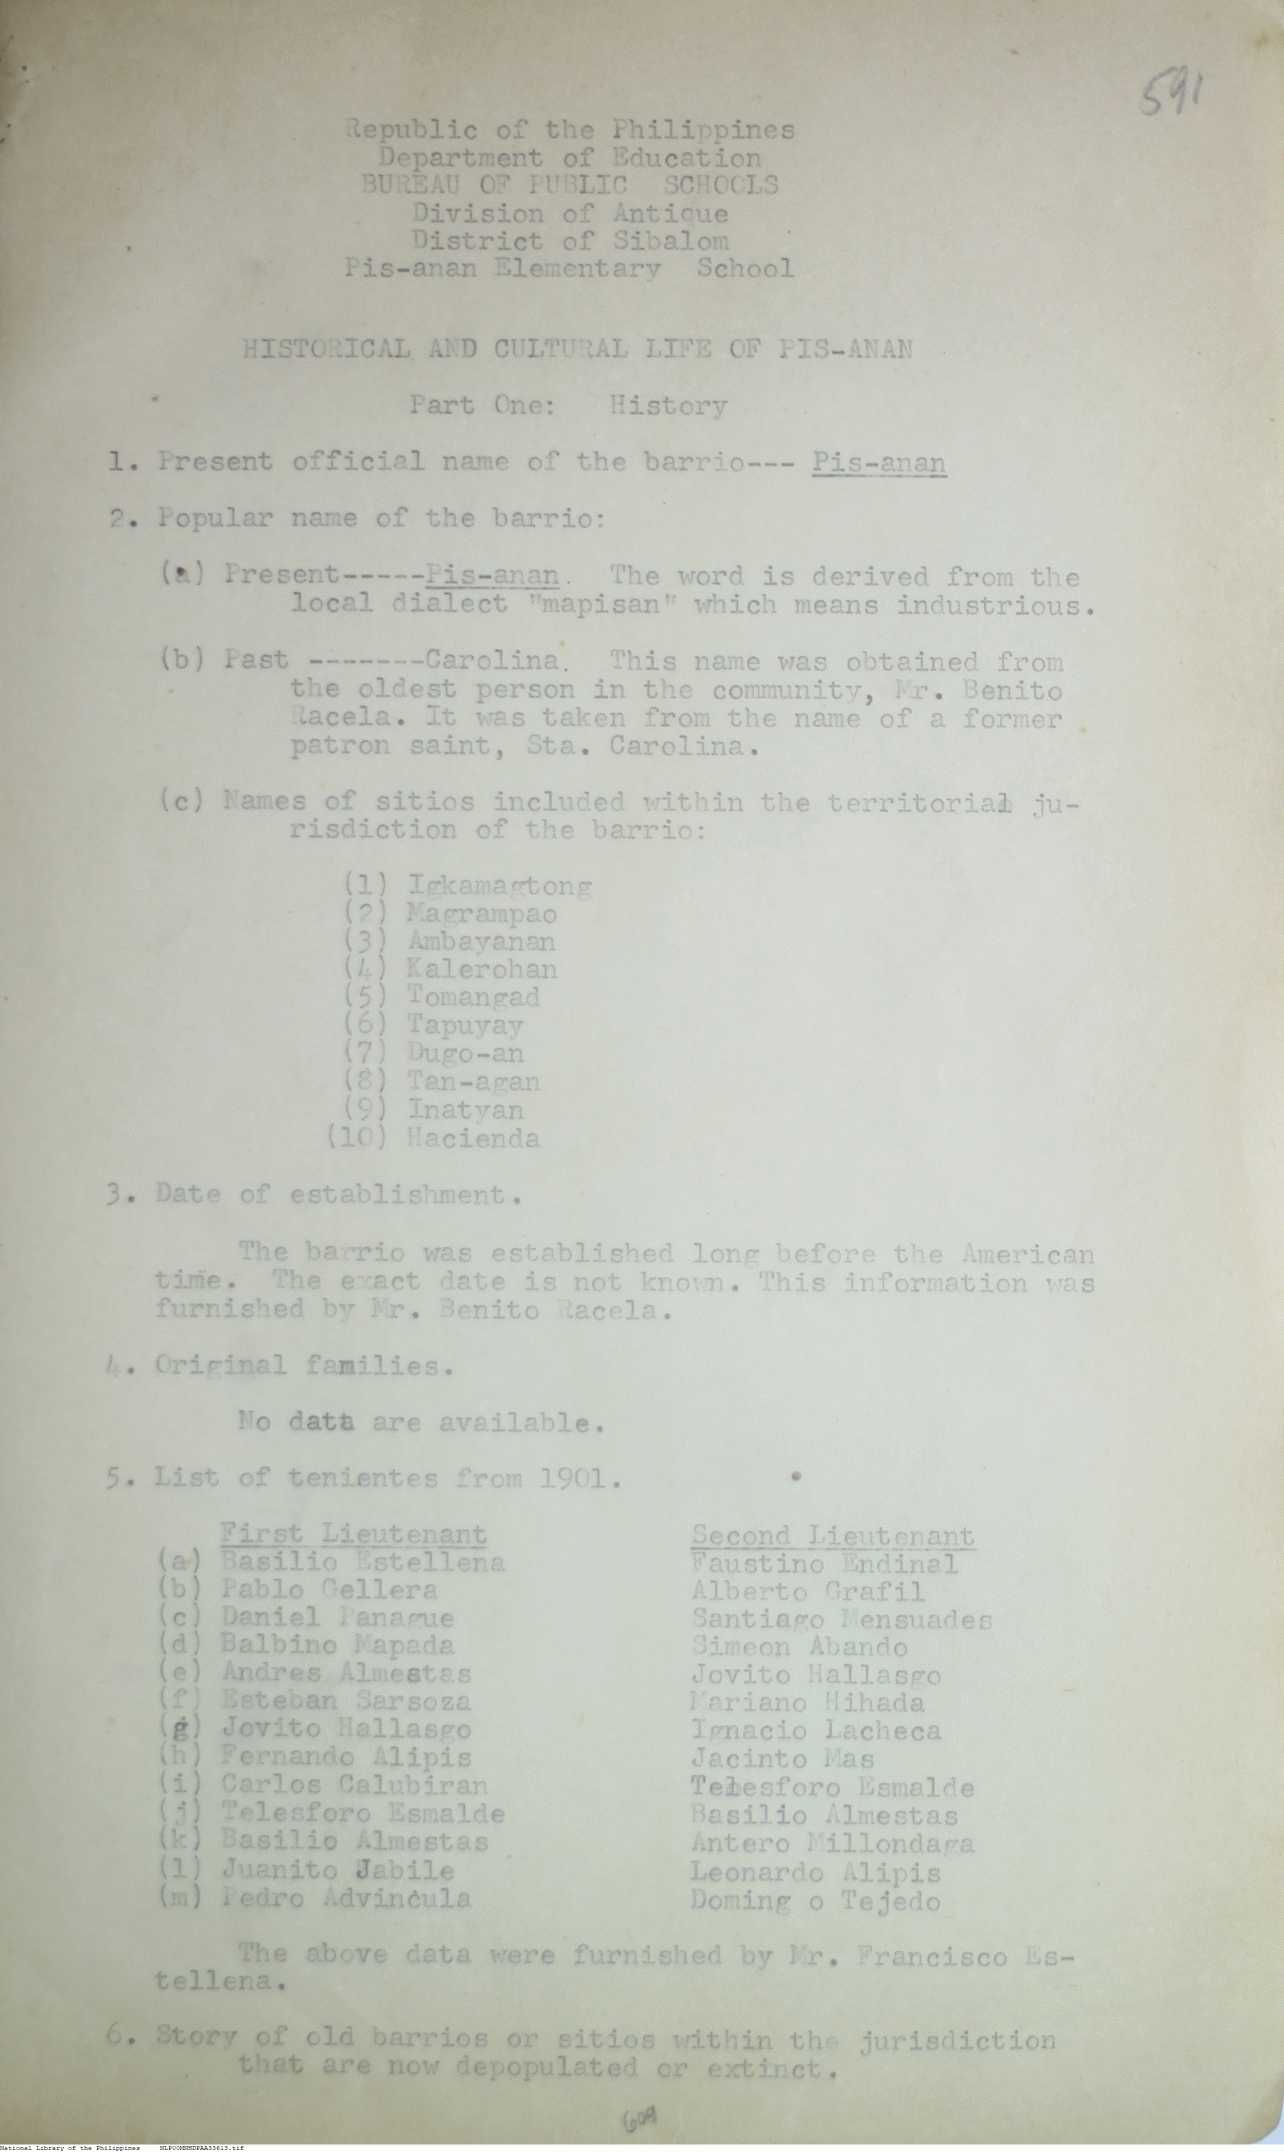 591
Republic of the Philippines
Department of Education
BUREAU OF PUBLIC SCHOOLS
Division of Antique
District of Sibalom
Pis-anan Elementary School
HISTORICAL AND CULTURAL LIFE OF PIS-ANAN
Part One: History
1. Present official name of the barrio--- Pis-anan
2. Popular name of the barrio:
(a) Present-----Pis-anan. The word is derived from the
local dialect "mapisan" which means industrious.
(b) Past -------Carolina. This name was obtained from
the oldest person in the community, Mr. Benito
Racela. It was taken from the name of a former
patron saint, Sta. Carolina.
(c) Names of sitios included within the territorial ju-
risdiction of the barrio:
(1) Igkamagtong
(2) Magrampao
(3) Ambayanan
(4) Kalerohan
(5) Tomangad
(6) Tapuyay
(7) Dugo-an
(8) Tan-agan
(9) Inatyan
(10) Hacienda
3. Date of establishment.
The barrio was established long before the American
time. The exact date is not known. This information was
furnished by Mr. Benito Racela.
4. Original families.
No data are available.
5. List of tenientes from 1901.
First Lieutenant Second Lieutenant
(a) Basilio Estellena Faustino Endinal
(b) Pablo Gellera Alberto Grafil
(c) Daniel Panague Santiago Mensuades
(d) Balbino Mapada Simeon Abando
(e) Andres Almestas Jovito Hallasgo
(f) Esteban Sarsoza Mariano Hihada
(g) Jovito Hallasgo Ignacio Lacheca
(h) Fernando Alipis Jacinto Mas
(i) Carlos Calubiran Telesforo Esmalde
(j) Telesforo Esmalde Basilio Almestas
(k) Basilio Almestas Antero Millondaga
(l) Juanito Jabile Leonardo Alipis
(m) Pedro Advincula Doming o Tejedo
The above data were furnished by Mr. Francisco Es-
tellena.
6. Story of old barrios or sitios within the jurisdiction
that are now depopulated or extinct.
609
National Library of the Philippines NLPOOMNHDPAA33613.tif